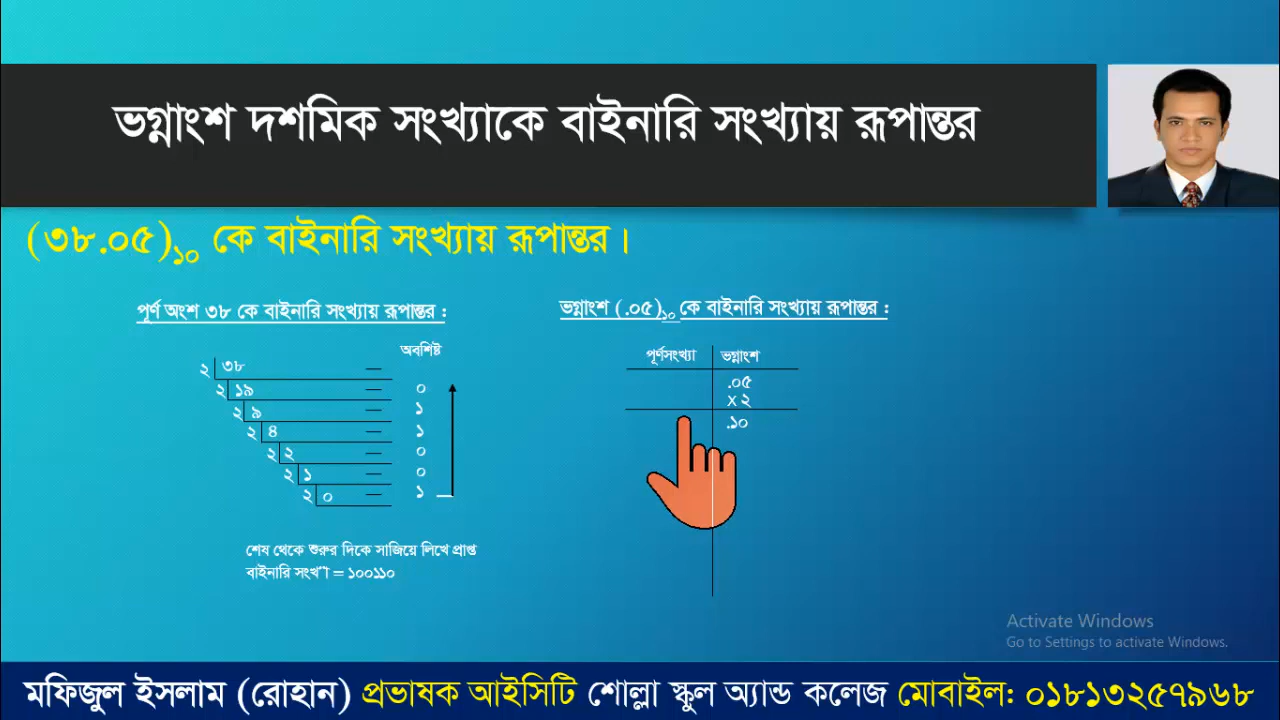 ভগ্নাংশ দশমিক সংখ্যাকে বাইনারি সংখ্যায় রূপান্তর
(৩৮.০৫)১০ কে বাইনারি সংখ্যায় রূপান্তর।
পূর্ণ অংশ ৩৮ কে বাইনারি সংখ্যায় রূপান্তর :
অবশিষ্ট
২ ৩৮ —
২ ১৯ — ০
২ ৯ — ১
২ ৪ — ১
২ ২ — ০
২ ১ — ০
২ ০ — ১
শেষ থেকে শুরুর দিকে সাজিয়ে লিখে প্রাপ্ত
বাইনারি = ১০০১১০
ভগ্নাংশ (.০৫)১০ কে বাইনারি সংখ্যায় রূপান্তর :
পূর্ণসংখ্যা ভগ্নাংশ
.০৫
x ২
.১০
Activate Windows
Go to Settings to activate Windows.
মফিজুল ইসলাম (রোহান) প্রভাষক আইসিটি শোল্লা স্কুল অ্যান্ড কলেজ মোবাইল: ০১৮১৩২৫৭৯৬৮